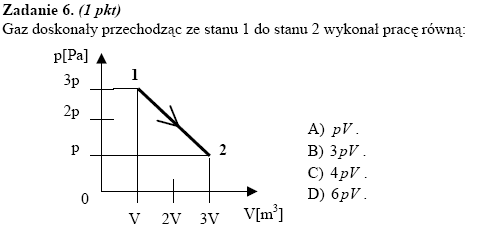 Zadanie 6. (1 pkt)
Gaz doskonały przechodząc ze stanu 1 do stanu 2 wykonał pracę równą:
p[Pa]
3p
1
2p
p
2
0
V 2V 3V V[m³]
A) pV .
B) 3pV .
C) 4pV .
D) 6pV .